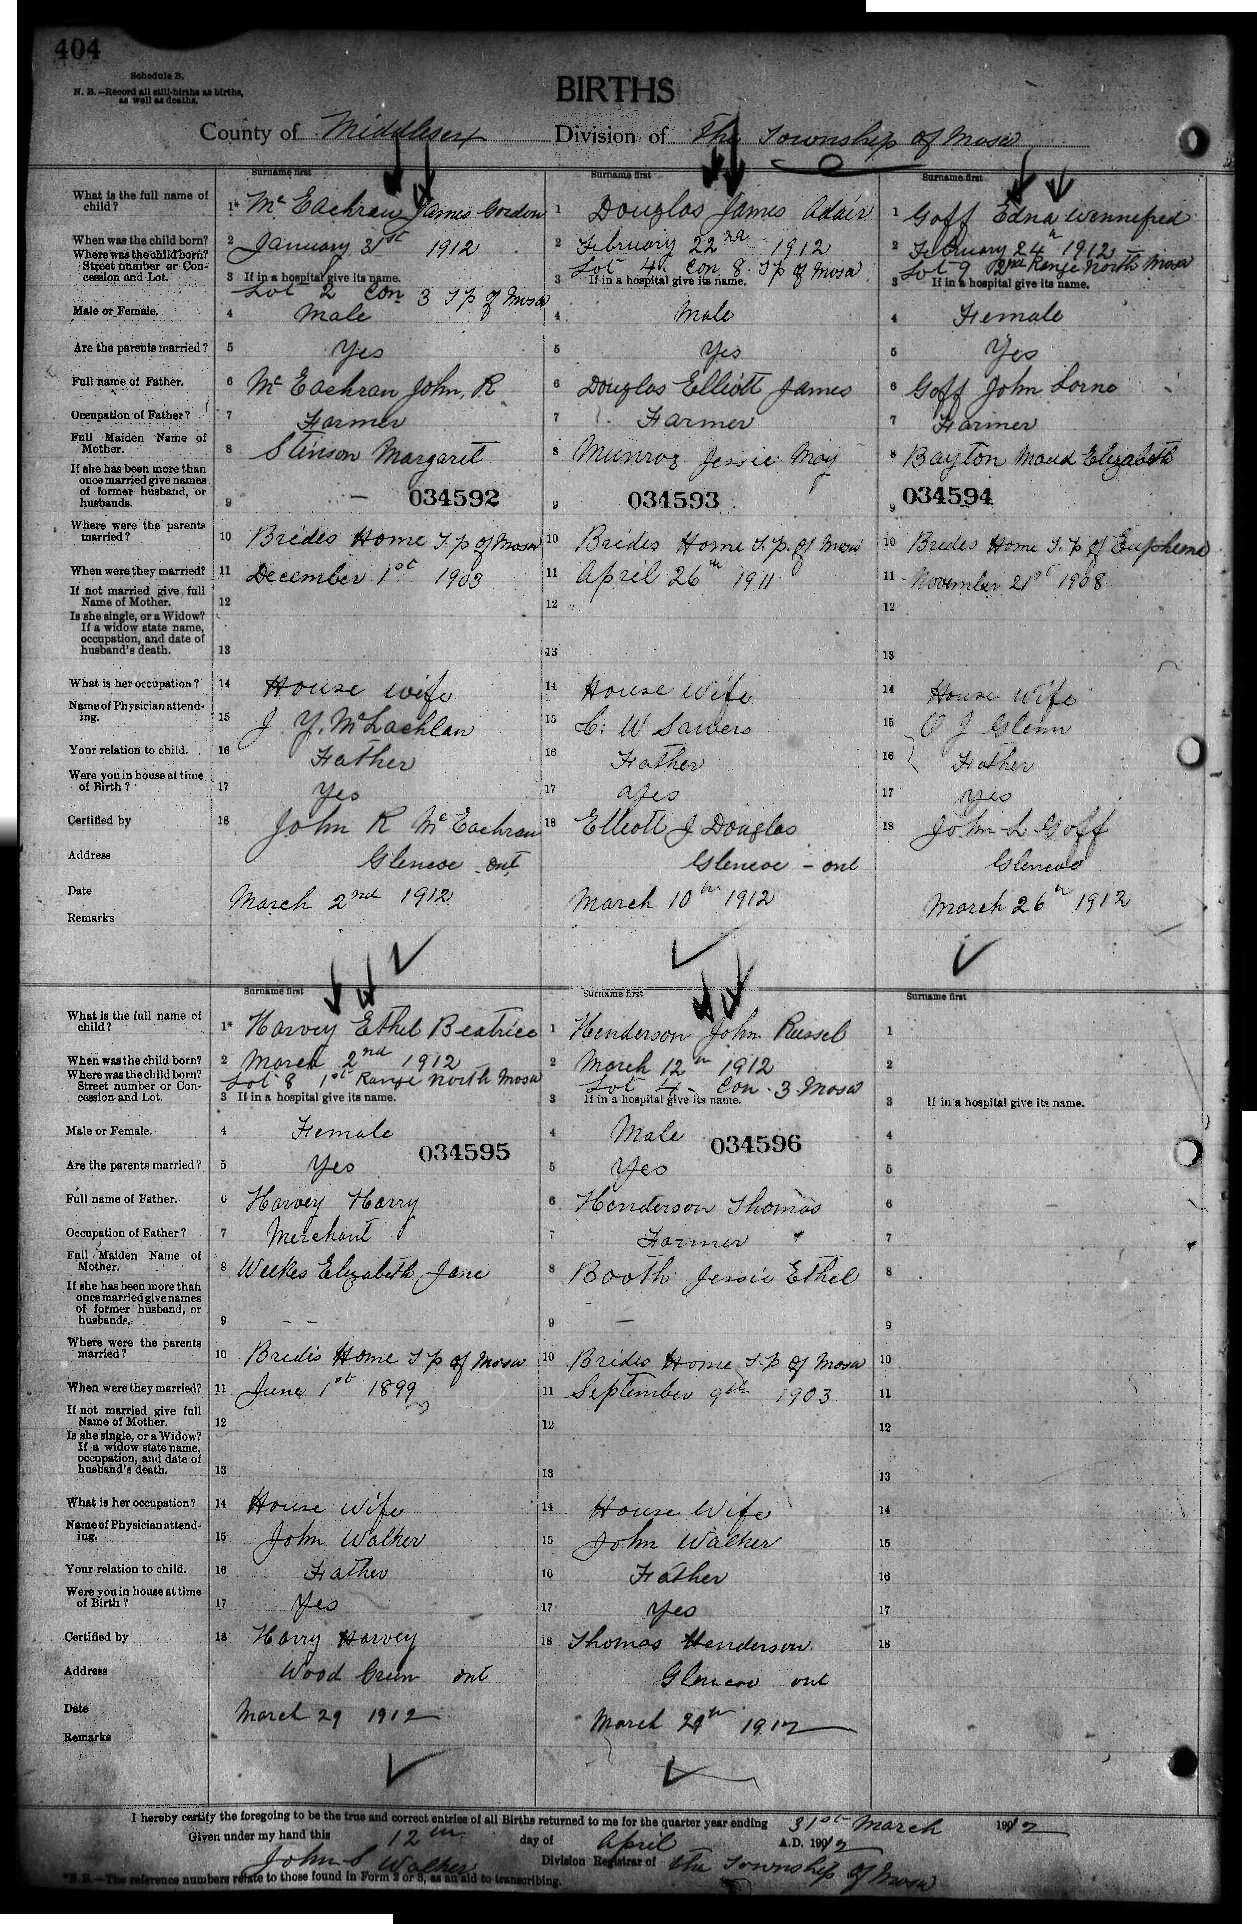 404
Schedule B.
N. B.—Record all still-births as births,
as well as deaths.
BIRTHS
County of Middlesex Division of The Township of Mosa
Surname first Surname first Surname first
What is the full name of child? 1* McEachran James Gordon 1 Douglas James Adair 1 Goff Edna Wennefred
When was the child born? 2 January 31st 1912 2 February 22nd 1912 2 February 24th 1912
Where was the child born? Street number or Concession and Lot. 3 If in a hospital give its name. Lot 2 Con 3 Tp of Mosa 3 Lot 4 Con 8 Tp of Mosa If in a hospital give its name. 3 Lot 9 2nd Range North Mosa If in a hospital give its name.
Male or Female. 4 Male 4 Male 4 Female
Are the parents married? 5 Yes 5 Yes 5 Yes
Full name of Father. 6 McEachran John, R 6 Douglas Elliott James 6 Goff John Lorne
Occupation of Father? 7 Farmer 7 Farmer 7 Farmer
Full Maiden Name of Mother. 8 Stinson Margaret 8 Munroe Jessie May 8 Bayton Maud Elizabeth
If she has been more than once married give names of former husband, or husbands. 9 — 034592 9 034593 9 034594
Where were the parents married? 10 Brides Home T.p of Mosa 10 Brides Home T.p. of Mosa 10 Brides Home T.p of Euphemia
When were they married? 11 December 1st 1903 11 April 26th 1911 11 November 21st 1908
If not married give full Name of Mother. 12 12 12
Is she single, or a Widow? If a widow state name, occupation, and date of husband's death. 13 13 13
What is her occupation? 14 House wife 14 House Wife 14 House Wife
Name of Physician attending. 15 J. Y. McLachlan 15 C. W Sawers 15 O J Glenn
Your relation to child. 16 Father 16 Father 16 Father
Were you in house at time of Birth? 17 Yes 17 Yes 17 Yes
Certified by 18 John R McEachran 18 Elliott J Douglas 18 John L Goff
Address Glencoe - Ont Glencoe - ont Glencoe
Date March 2nd 1912 March 10th 1912 March 26th 1912
Remarks
Surname first Surname first Surname first
What is the full name of child? 1* Harvey Ethel Beatrice 1 Henderson John Russel 1
When was the child born? 2 March 2nd 1912 2 March 12th 1912 2
Where was the child born? Street number or Concession and Lot. Lot 8 1st Range North Mosa 3 If in a hospital give its name. Lot 4 - Con - 3 Mosa 3 If in a hospital give its name. 3 If in a hospital give its name.
Male or Female. 4 Female 4 Male 4
034595 034596
Are the parents married? 5 Yes 5 Yes 5
Full name of Father. 6 Harvey Harry 6 Henderson Thomas 6
Occupation of Father? 7 Merchant 7 Farmer 7
Full Maiden Name of Mother. 8 Weekes Elizabeth Jane 8 Booth Jessie Ethel 8
If she has been more than once married give names of former husband, or husbands. 9 - - 9 — 9
Where were the parents married? 10 Brides Home T p of Mosa 10 Brides Home T.p of Mosa 10
When were they married? 11 June 1st 1899 11 September 9th 1903 11
If not married give full Name of Mother. 12 12 12
Is she single, or a Widow? If a widow state name, occupation, and date of husband's death. 13 13 13
What is her occupation? 14 House Wife 14 House Wife 14
Name of Physician attending. 15 John Walker 15 John Walker 15
Your relation to child. 16 Father 16 Father 16
Were you in house at time of Birth? 17 Yes 17 Yes 17
Certified by 18 Harry Harvey 18 Thomas Henderson 18
Address Wood Green ont Glencoe ont
Date March 29 1912 March 29th 1912
Remarks
I hereby certify the foregoing to be the true and correct entries of all Births returned to me for the quarter year ending 31st March 1912
Given under my hand this 12th day of April A.D. 1912
John S Walker Division Registrar of The Township of Mosa
*N.B.—The reference numbers relate to those found in Form 2 or 3, as an aid to transcribing.